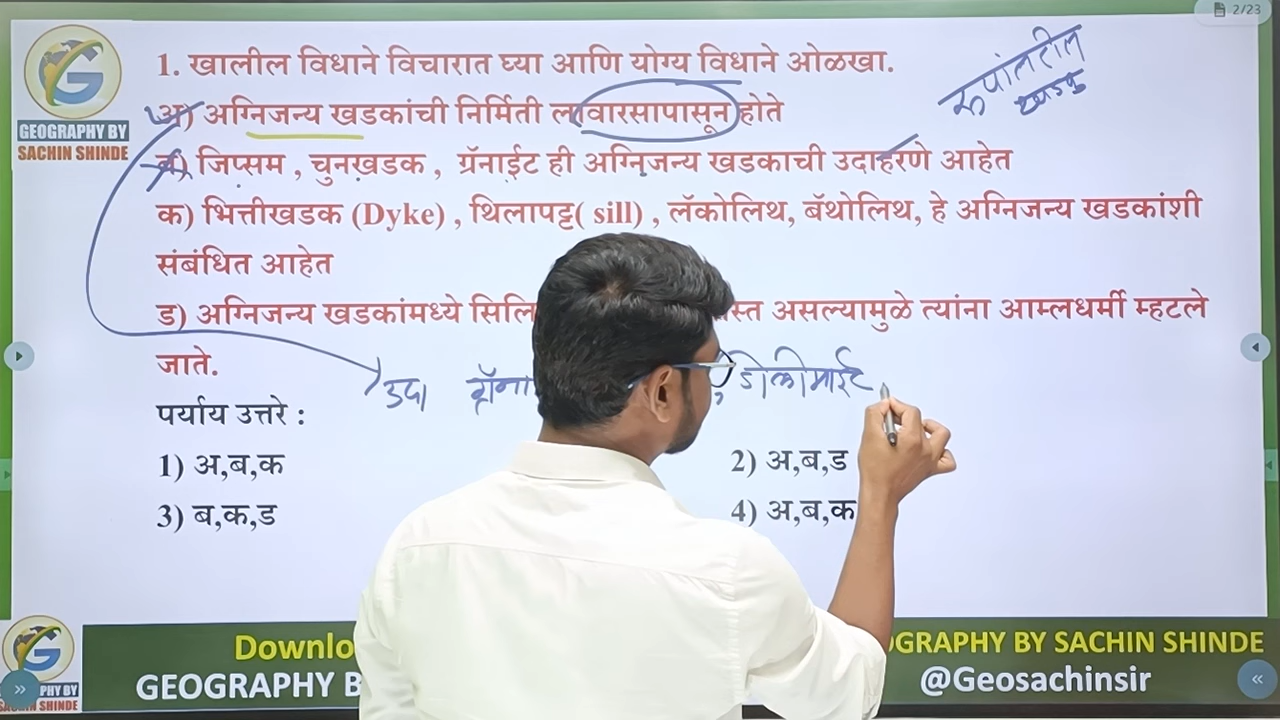 2/23
1. खालील विधाने विचारात घ्या आणि योग्य विधाने ओळखा.
रूपांतरीत
खडक
GEOGRAPHY BY
SACHIN SHINDE
अ) अग्निजन्य खडकांची निर्मिती लावारसापासून होते
ब) जिप्सम , चुनखडक , ग्रॅनाईट ही अग्निजन्य खडकाची उदाहरणे आहेत
क) भित्तीखडक (Dyke) , थिलापट्ट( sill) , लॅकोलिथ, बॅथोलिथ, हे अग्निजन्य खडकांशी
संबंधित आहेत
ड) अग्निजन्य खडकांमध्ये असल्यामुळे त्यांना आम्लधर्मी म्हटले
जाते.
उदा , डोलोमाईट
पर्याय उत्तरे :
1) अ,ब,क
2) अ,ब,ड
3) ब,क,ड
4) अ,ब,क
GEOGRAPHY BY SACHIN SHINDE
@Geosachinsir